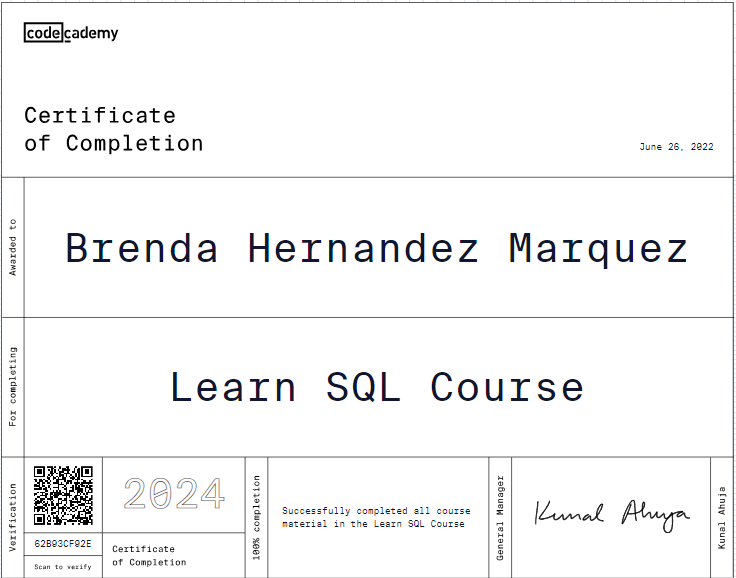 codecademy
Certificate
of Completion
June 26, 2022
Awarded to
Brenda Hernandez Marquez
For completing
Learn SQL Course
Verification
62B93CF92E
Scan to verify
2024
Certificate
of Completion
100% completion
Successfully completed all course
material in the Learn SQL Course
General Manager
Kunal Ahuja
Kunal Ahuja